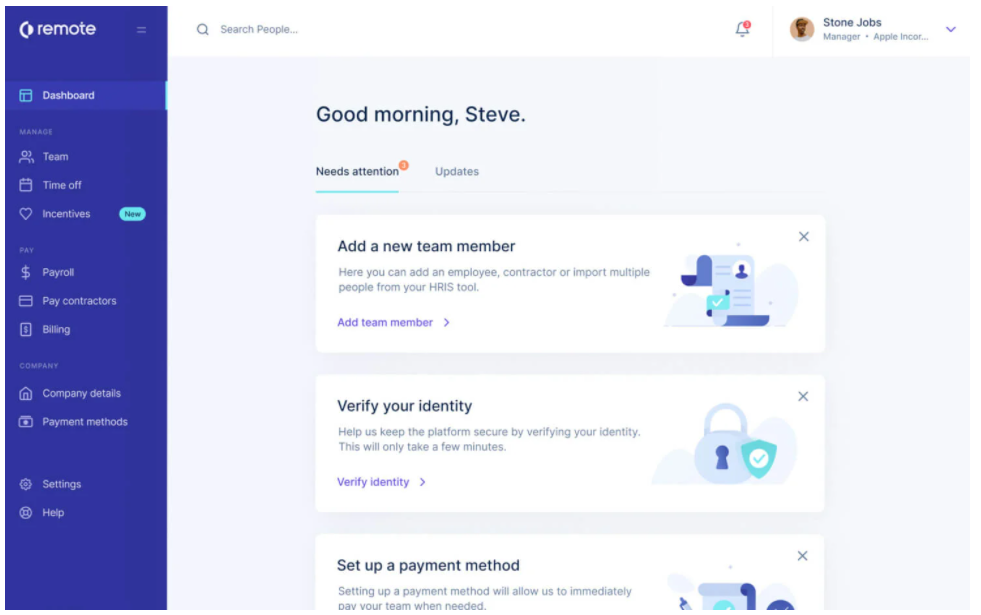 remote
Search People...
3
Stone Jobs
Manager • Apple Incor...
Dashboard
MANAGE
Team
Time off
Incentives New
PAY
$ Payroll
Pay contractors
$ Billing
COMPANY
Company details
Payment methods
Settings
Help
Good morning, Steve.
Needs attention 3 Updates
Add a new team member
Here you can add an employee, contractor or import multiple
people from your HRIS tool.
Add team member >
Verify your identity
Help us keep the platform secure by verifying your identity.
This will only take a few minutes.
Verify identity >
Set up a payment method
Setting up a payment method will allow us to immediately
pay your team when needed.